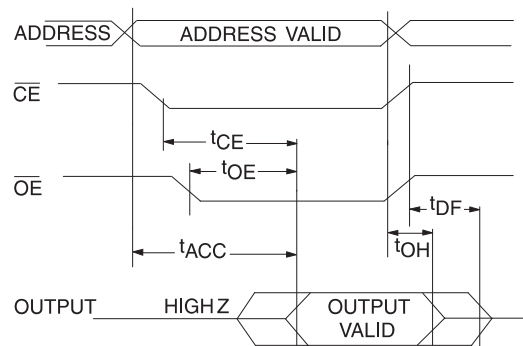 ADDRESS
ADDRESS VALID
CE
tCE
tOE
OE
tDF
tACC
tOH
OUTPUT
HIGH Z
OUTPUT
VALID